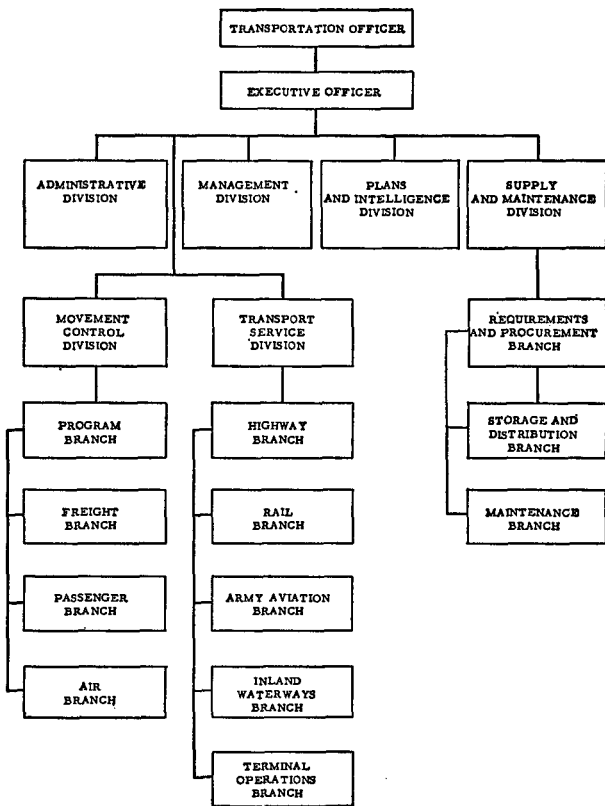 TRANSPORTATION OFFICER
EXECUTIVE OFFICER
ADMINISTRATIVE
DIVISION
MANAGEMENT
DIVISION
PLANS
AND INTELLIGENCE
DIVISION
SUPPLY
AND MAINTENANCE
DIVISION
MOVEMENT
CONTROL
DIVISION
TRANSPORT
SERVICE
DIVISION
REQUIREMENTS
AND PROCUREMENT
BRANCH
PROGRAM
BRANCH
HIGHWAY
BRANCH
STORAGE AND
DISTRIBUTION
BRANCH
FREIGHT
BRANCH
RAIL
BRANCH
MAINTENANCE
BRANCH
PASSENGER
BRANCH
ARMY AVIATION
BRANCH
AIR
BRANCH
INLAND
WATERWAYS
BRANCH
TERMINAL
OPERATIONS
BRANCH